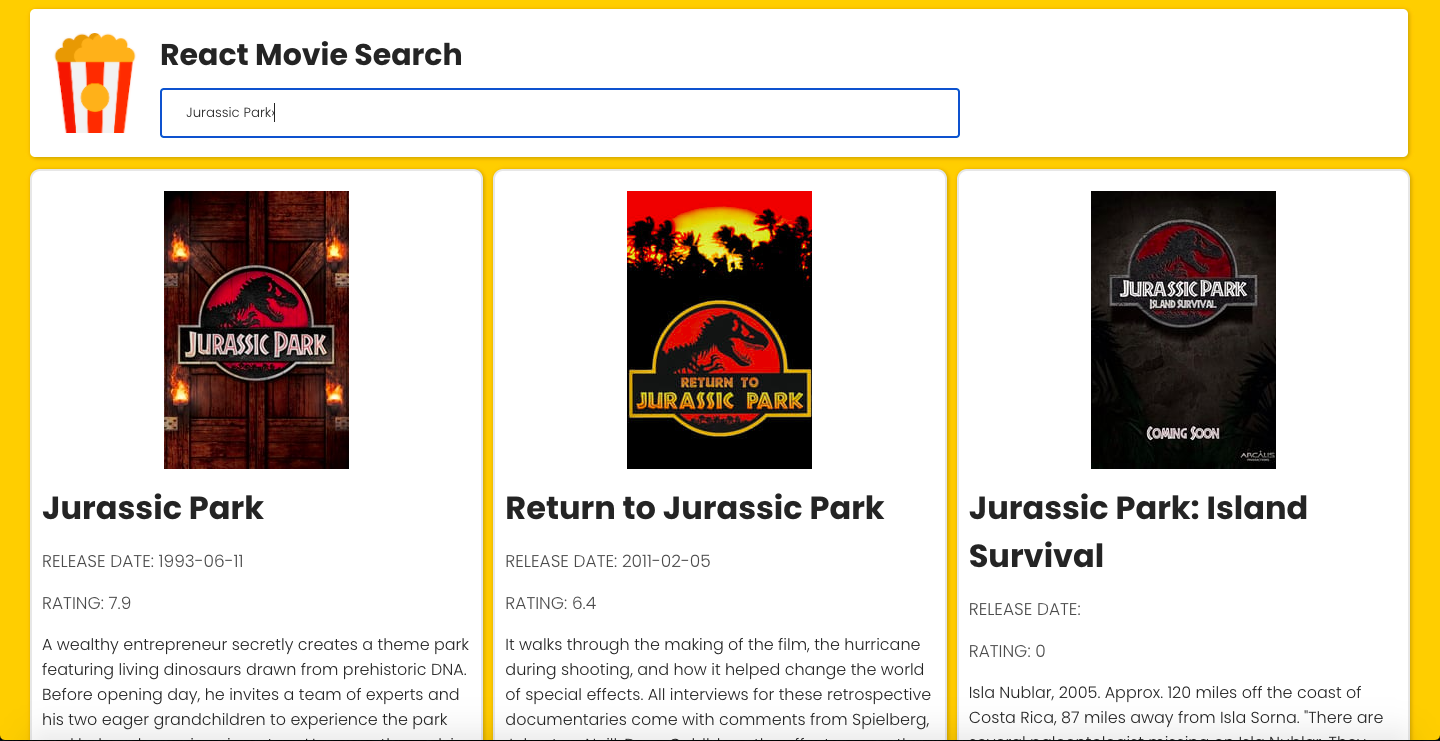 React Movie Search
Jurassic Park
JURASSIC PARK
RETURN TO
JURASSIC PARK
JURASSIC PARK
ISLAND SURVIVAL
COMING SOON
ARCALIS
Jurassic Park
RELEASE DATE: 1993-06-11
RATING: 7.9
A wealthy entrepreneur secretly creates a theme park
featuring living dinosaurs drawn from prehistoric DNA.
Before opening day, he invites a team of experts and
his two eager grandchildren to experience the park
Return to Jurassic Park
RELEASE DATE: 2011-02-05
RATING: 6.4
It walks through the making of the film, the hurricane
during shooting, and how it helped change the world
of special effects. All interviews for these retrospective
documentaries come with comments from Spielberg,
Jurassic Park: Island
Survival
RELEASE DATE:
RATING: 0
Isla Nublar, 2005. Approx. 120 miles off the coast of
Costa Rica, 87 miles away from Isla Sorna. "There are